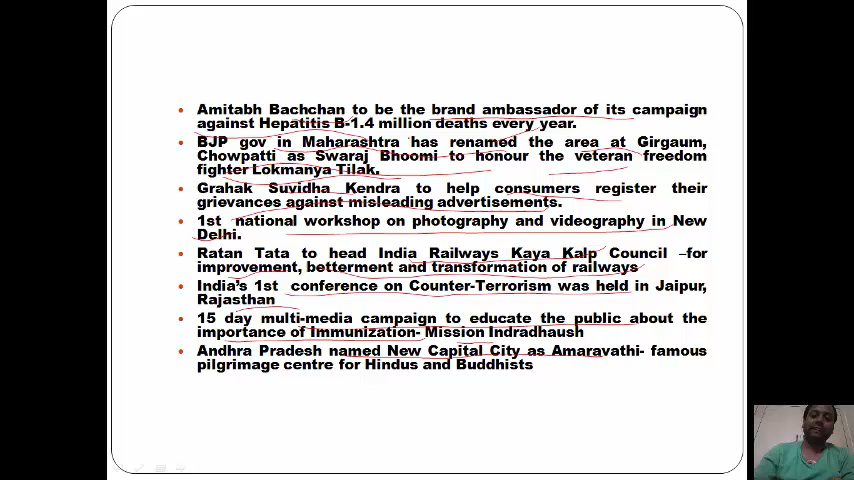 Amitabh Bachchan to be the brand ambassador of its campaign
against Hepatitis B-1.4 million deaths every year.
BJP gov in Maharashtra has renamed the area at Girgaum,
Chowpatti as Swaraj Bhoomi to honour the veteran freedom
fighter Lokmanya Tilak.
Grahak Suvidha Kendra to help consumers register their
grievances against misleading advertisements.
1st national workshop on photography and videography in New
Delhi.
Ratan Tata to head India Railways Kaya Kalp Council –for
improvement, betterment and transformation of railways
India's 1st conference on Counter-Terrorism was held in Jaipur,
Rajasthan
15 day multi-media campaign to educate the public about the
importance of Immunization- Mission Indradhaush
Andhra Pradesh named New Capital City as Amaravathi- famous
pilgrimage centre for Hindus and Buddhists